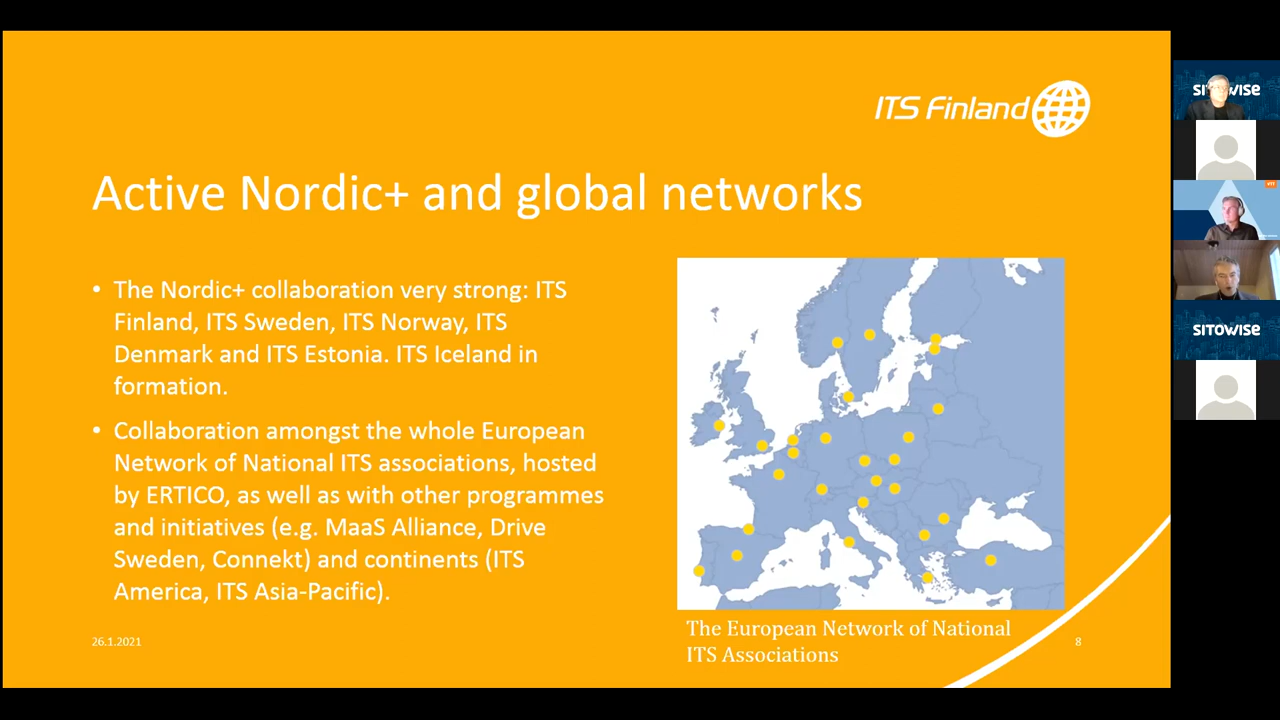 ITS Finland
Active Nordic+ and global networks
• The Nordic+ collaboration very strong: ITS
Finland, ITS Sweden, ITS Norway, ITS
Denmark and ITS Estonia. ITS Iceland in
formation.
• Collaboration amongst the whole European
Network of National ITS associations, hosted
by ERTICO, as well as with other programmes
and initiatives (e.g. MaaS Alliance, Drive
Sweden, Connekt) and continents (ITS
America, ITS Asia-Pacific).
The European Network of National
ITS Associations
26.1.2021
8
SITOWISE